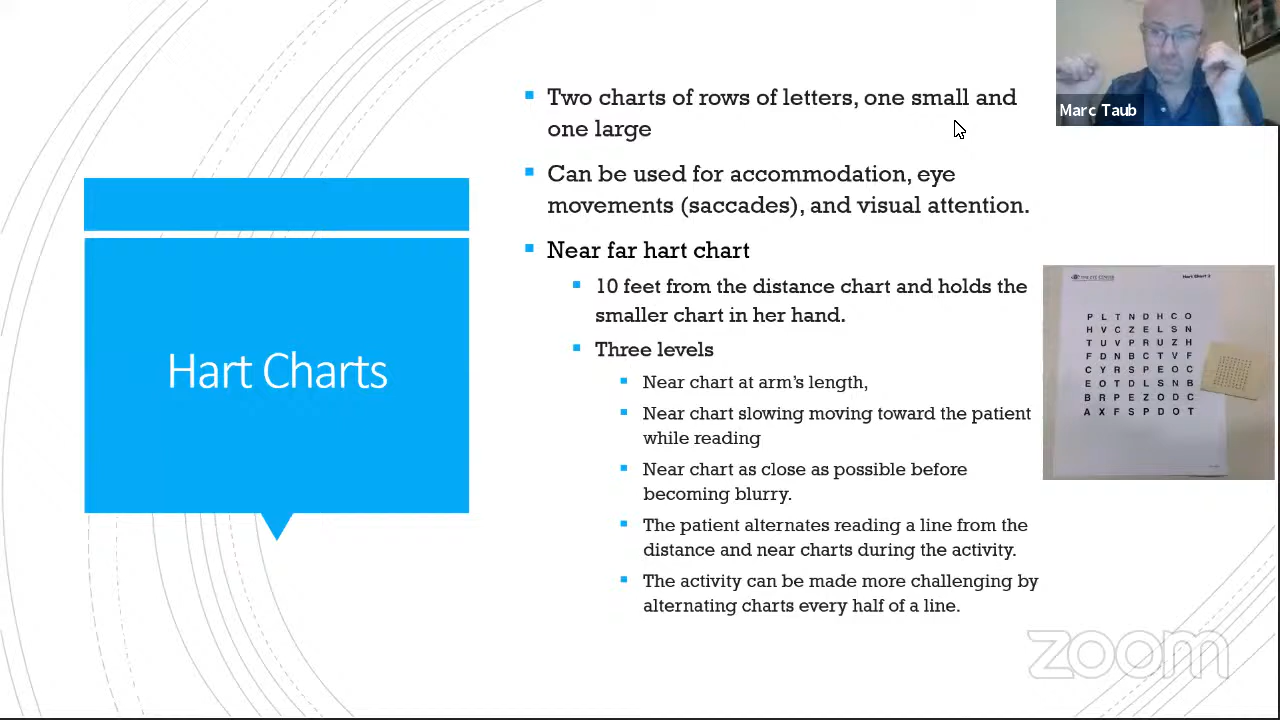 Two charts of rows of letters, one small and
one large
Marc Taub
Can be used for accommodation, eye
movements (saccades), and visual attention.
Near far hart chart
10 feet from the distance chart and holds the
smaller chart in her hand.
Three levels
Near chart at arm's length,
Near chart slowing moving toward the patient
while reading
Near chart as close as possible before
becoming blurry.
The patient alternates reading a line from the
distance and near charts during the activity.
The activity can be made more challenging by
alternating charts every half of a line.
Hart Charts
P L T N D H C O
H V C Z E L S N
T U V P R U Z H
F D N B C T V F
C Y R S P E O C
E O T D L S N B
B R P E Z O D C
A X F S P D O T
zoom